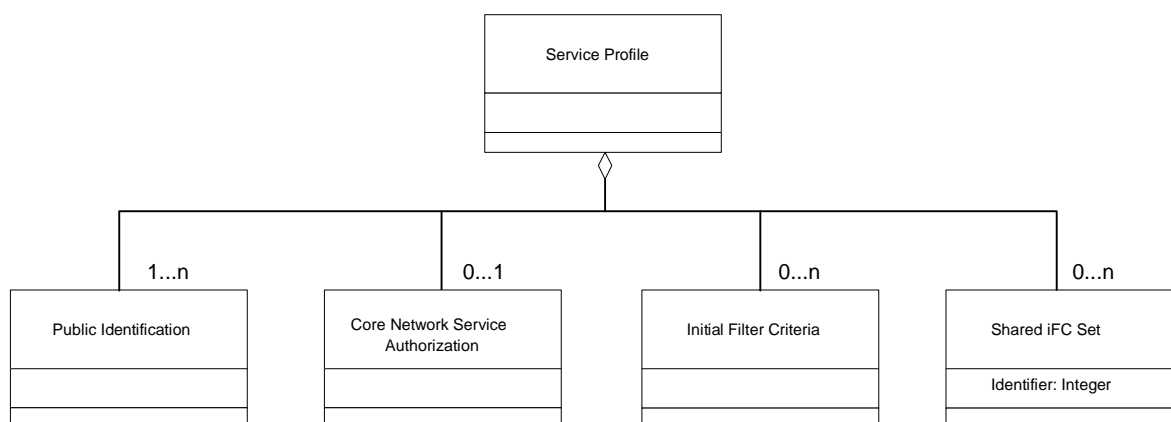 Service Profile
1...n
0...1
0...n
0...n
Public Identification
Core Network Service
Authorization
Initial Filter Criteria
Shared iFC Set
Identifier: Integer